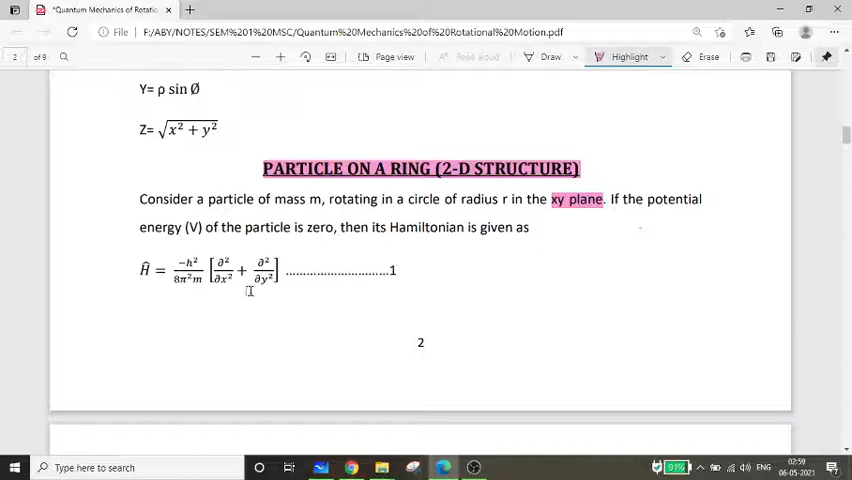 *Quantum Mechanics of Rotatio
File
F:/ABY/NOTES/SEM%201%20MSC/Quantum%20Mechanics%20of%20Rotational%20Motion.pdf
2 of 9
Page view
Read aloud
Draw
Highlight
Erase
Y= ρ sin Ø
Z= √x² + y²
PARTICLE ON A RING (2-D STRUCTURE)
Consider a particle of mass m, rotating in a circle of radius r in the xy plane. If the potential
energy (V) of the particle is zero, then its Hamiltonian is given as
Ĥ = −h²/8π²m [∂²/∂x² + ∂²/∂y²] …………………………1
2
Type here to search
91%
ENG
02:59
06-05-2021